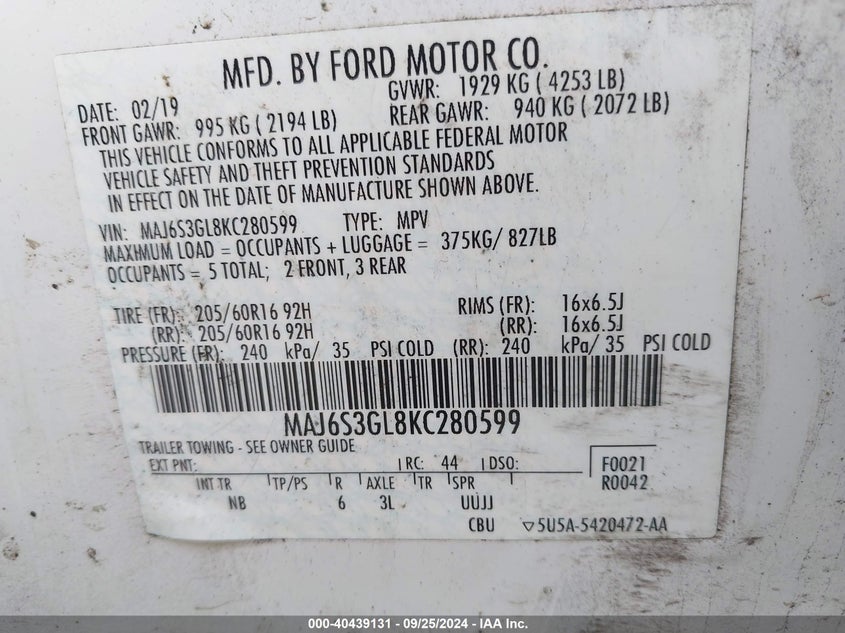 MFD. BY FORD MOTOR CO.
DATE: 02/19 GVWR: 1929 KG ( 4253 LB)
FRONT GAWR: 995 KG ( 2194 LB) REAR GAWR: 940 KG ( 2072 LB)
THIS VEHICLE CONFORMS TO ALL APPLICABLE FEDERAL MOTOR
VEHICLE SAFETY AND THEFT PREVENTION STANDARDS
IN EFFECT ON THE DATE OF MANUFACTURE SHOWN ABOVE.
VIN: MAJ6S3GL8KC280599 TYPE: MPV
MAXIMUM LOAD = OCCUPANTS + LUGGAGE = 375KG/ 827LB
OCCUPANTS = 5 TOTAL; 2 FRONT, 3 REAR
TIRE (FR): 205/60R16 92H RIMS (FR): 16x6.5J
(RR): 205/60R16 92H (RR): 16x6.5J
PRESSURE (FR): 240 kPa/ 35 PSI COLD (RR): 240 kPa/ 35 PSI COLD
MAJ6S3GL8KC280599
TRAILER TOWING - SEE OWNER GUIDE
EXT PNT: RC: 44 DSO: F0021
INT TR TP/PS R AXLE TR SPR R0042
NB 6 3L UUJJ
CBU ▽5U5A-5420472-AA
000-40439131 - 09/25/2024 - IAA Inc.